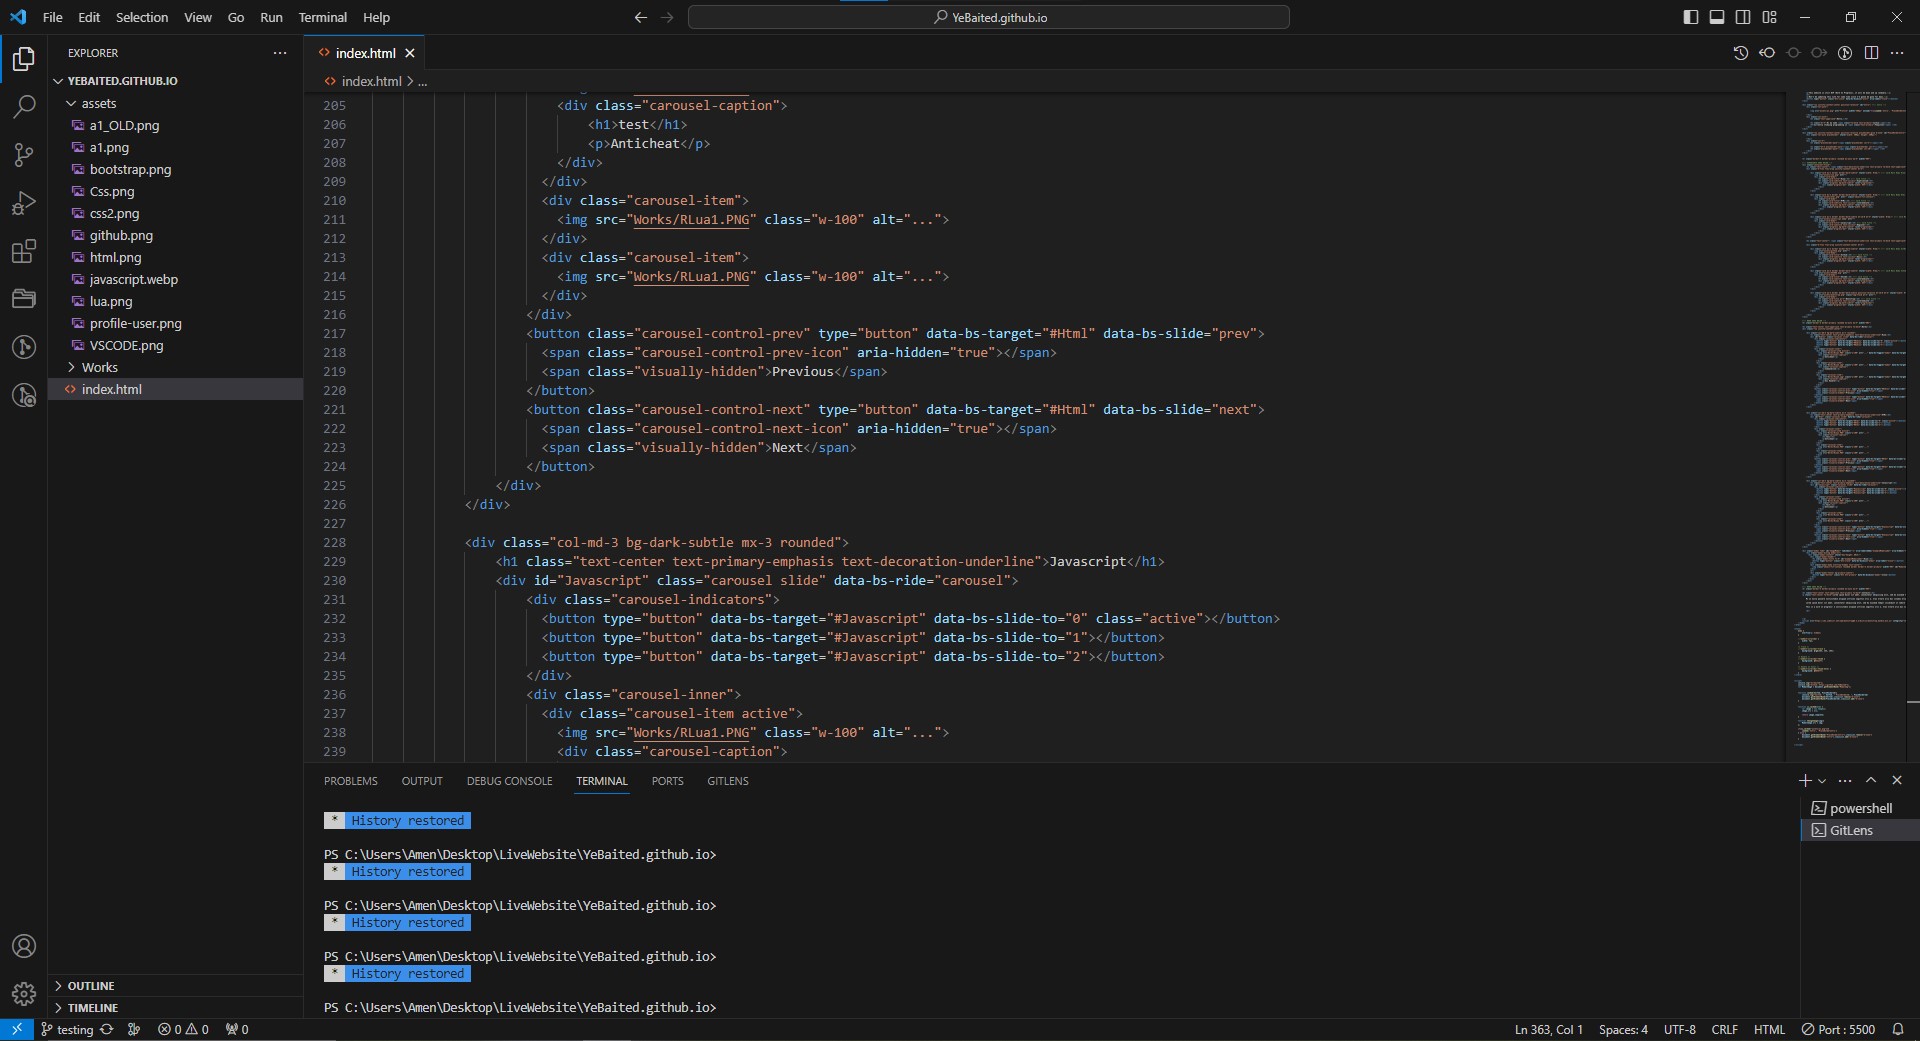 File Edit Selection View Go Run Terminal Help
YeBaited.github.io
EXPLORER
YEBAITED.GITHUB.IO
assets
a1_OLD.png
a1.png
bootstrap.png
Css.png
css2.png
github.png
html.png
javascript.webp
lua.png
profile-user.png
VSCODE.png
Works
index.html
OUTLINE
TIMELINE
index.html
index.html > ...
205 <div class="carousel-caption">
206 <h1>test</h1>
207 <p>Anticheat</p>
208 </div>
209 </div>
210 <div class="carousel-item">
211 <img src="Works/RLua1.PNG" class="w-100" alt="...">
212 </div>
213 <div class="carousel-item">
214 <img src="Works/RLua1.PNG" class="w-100" alt="...">
215 </div>
216 </div>
217 <button class="carousel-control-prev" type="button" data-bs-target="#Html" data-bs-slide="prev">
218 <span class="carousel-control-prev-icon" aria-hidden="true"></span>
219 <span class="visually-hidden">Previous</span>
220 </button>
221 <button class="carousel-control-next" type="button" data-bs-target="#Html" data-bs-slide="next">
222 <span class="carousel-control-next-icon" aria-hidden="true"></span>
223 <span class="visually-hidden">Next</span>
224 </button>
225 </div>
226 </div>
227
228 <div class="col-md-3 bg-dark-subtle mx-3 rounded">
229 <h1 class="text-center text-primary-emphasis text-decoration-underline">Javascript</h1>
230 <div id="Javascript" class="carousel slide" data-bs-ride="carousel">
231 <div class="carousel-indicators">
232 <button type="button" data-bs-target="#Javascript" data-bs-slide-to="0" class="active"></button>
233 <button type="button" data-bs-target="#Javascript" data-bs-slide-to="1"></button>
234 <button type="button" data-bs-target="#Javascript" data-bs-slide-to="2"></button>
235 </div>
236 <div class="carousel-inner">
237 <div class="carousel-item active">
238 <img src="Works/RLua1.PNG" class="w-100" alt="...">
239 <div class="carousel-caption">
PROBLEMS OUTPUT DEBUG CONSOLE TERMINAL PORTS GITLENS
* History restored
PS C:\Users\Amen\Desktop\LiveWebsite\YeBaited.github.io>
* History restored
PS C:\Users\Amen\Desktop\LiveWebsite\YeBaited.github.io>
* History restored
PS C:\Users\Amen\Desktop\LiveWebsite\YeBaited.github.io>
* History restored
PS C:\Users\Amen\Desktop\LiveWebsite\YeBaited.github.io>
powershell
GitLens
testing 0 0 0 Ln 363, Col 1 Spaces: 4 UTF-8 CRLF HTML Port : 5500